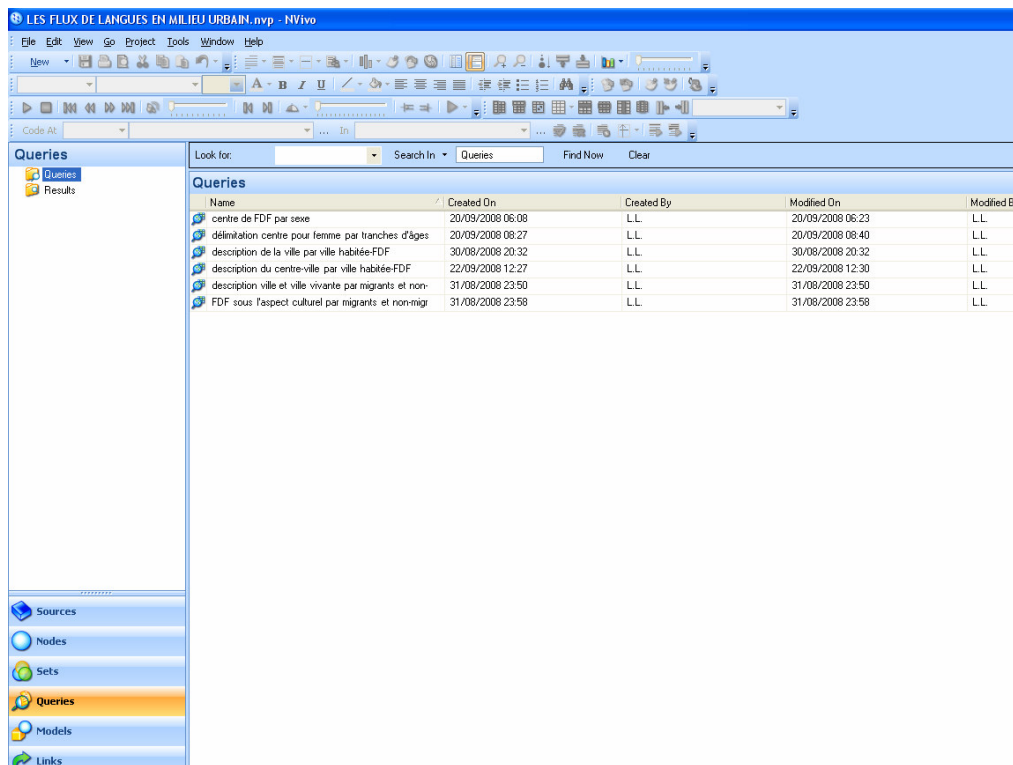 LES FLUX DE LANGUES EN MILIEU URBAIN.nvp - NVivo
File Edit View Go Project Tools Window Help
New
A B I U
Code At ... In ...
Queries
Queries
Results
Look for: Search In Queries Find Now Clear
Queries
Name Created On Created By Modified On Modified B
centre de FDF par sexe 20/09/2008 06:08 L.L. 20/09/2008 06:23 L.L.
délimitation centre pour femme par tranches d'âges 20/09/2008 08:27 L.L. 20/09/2008 08:40 L.L.
description de la ville par ville habitée-FDF 30/08/2008 20:32 L.L. 30/08/2008 20:32 L.L.
description du centre-ville par ville habitée-FDF 22/09/2008 12:27 L.L. 22/09/2008 12:30 L.L.
description ville et ville vivante par migrants et non- 31/08/2008 23:50 L.L. 31/08/2008 23:50 L.L.
FDF sous l'aspect culturel par migrants et non-migr 31/08/2008 23:58 L.L. 31/08/2008 23:58 L.L.
Sources
Nodes
Sets
Queries
Models
Links